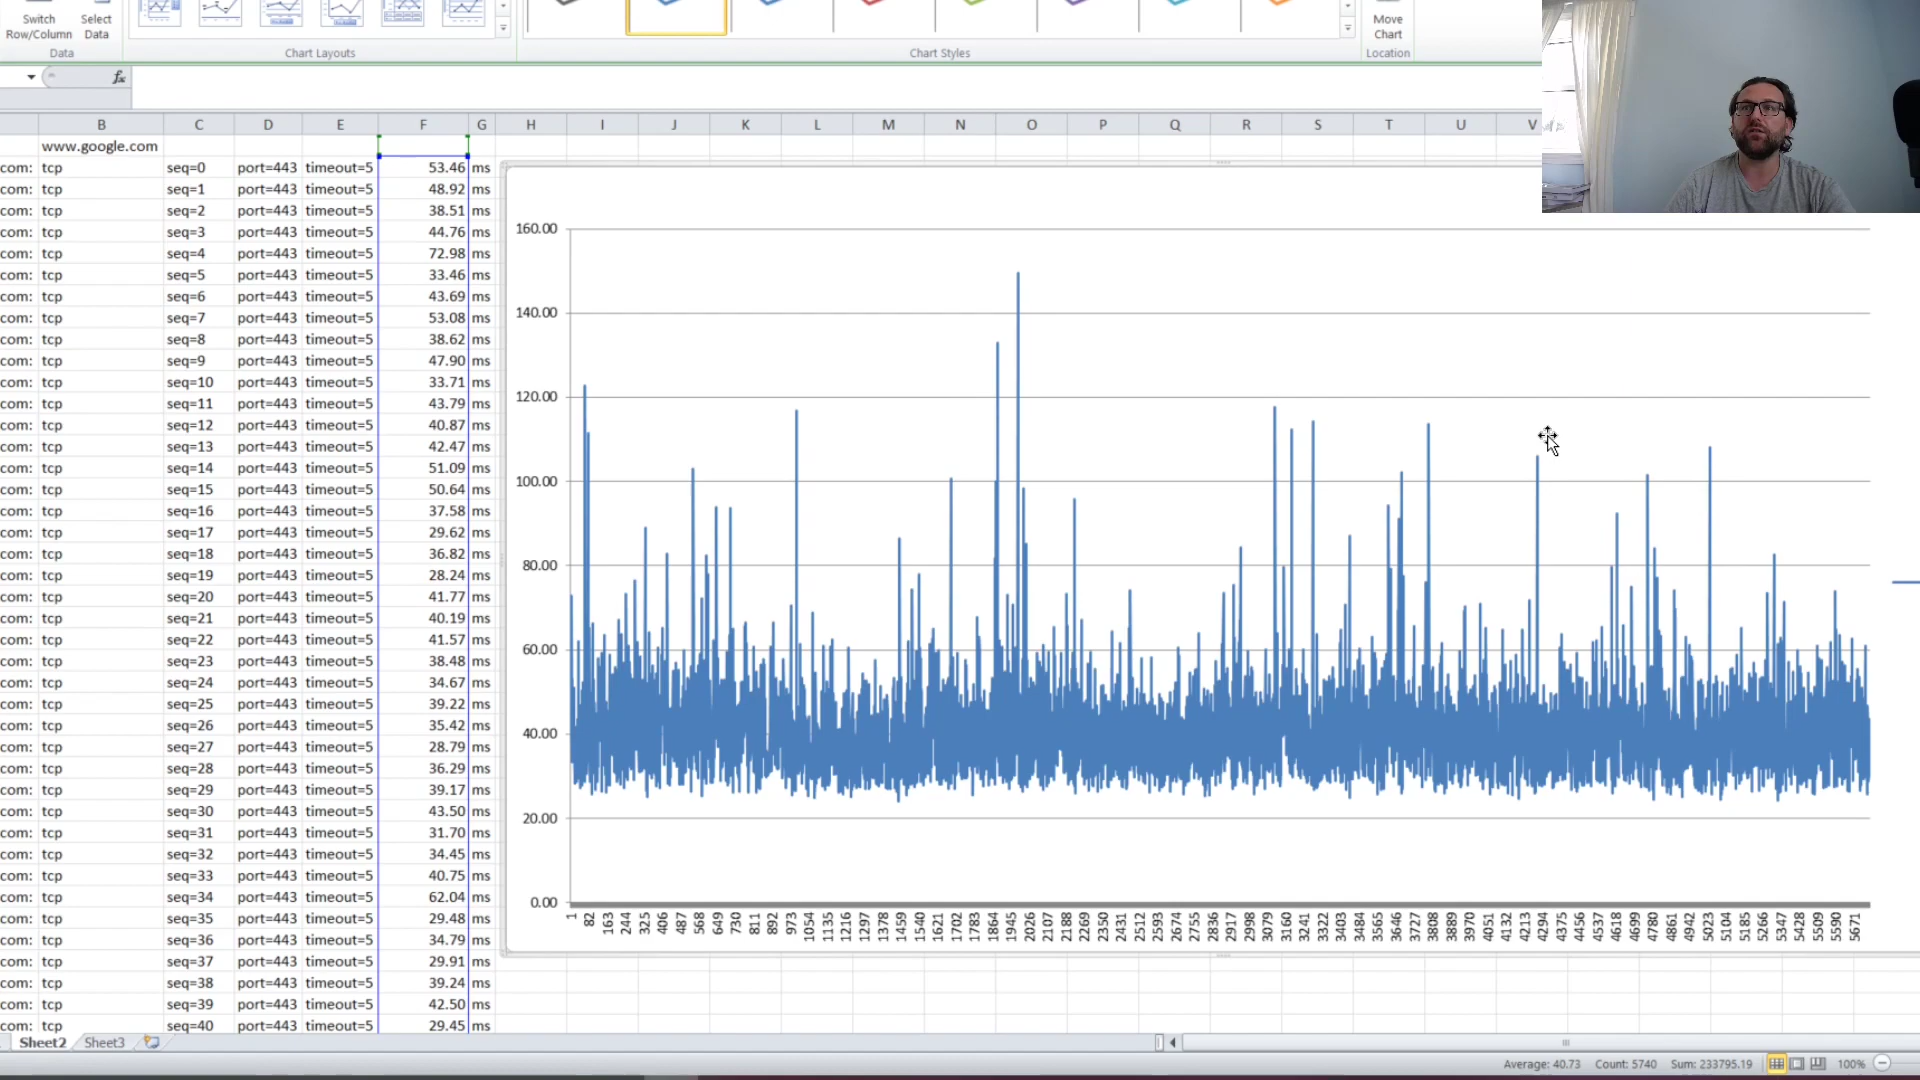 Switch Select
Row/Column Data
Data Chart Layouts Chart Styles
Move
Chart
Location
fx
B C D E F G H I J K L M N O P Q R S T U V
www.google.com
com: tcp seq=0 port=443 timeout=5 53.46 ms
com: tcp seq=1 port=443 timeout=5 48.92 ms
com: tcp seq=2 port=443 timeout=5 38.51 ms
com: tcp seq=3 port=443 timeout=5 44.76 ms
com: tcp seq=4 port=443 timeout=5 72.98 ms
com: tcp seq=5 port=443 timeout=5 33.46 ms
com: tcp seq=6 port=443 timeout=5 43.69 ms
com: tcp seq=7 port=443 timeout=5 53.08 ms
com: tcp seq=8 port=443 timeout=5 38.62 ms
com: tcp seq=9 port=443 timeout=5 47.90 ms
com: tcp seq=10 port=443 timeout=5 33.71 ms
com: tcp seq=11 port=443 timeout=5 43.79 ms
com: tcp seq=12 port=443 timeout=5 40.87 ms
com: tcp seq=13 port=443 timeout=5 42.47 ms
com: tcp seq=14 port=443 timeout=5 51.09 ms
com: tcp seq=15 port=443 timeout=5 50.64 ms
com: tcp seq=16 port=443 timeout=5 37.58 ms
com: tcp seq=17 port=443 timeout=5 29.62 ms
com: tcp seq=18 port=443 timeout=5 36.82 ms
com: tcp seq=19 port=443 timeout=5 28.24 ms
com: tcp seq=20 port=443 timeout=5 41.77 ms
com: tcp seq=21 port=443 timeout=5 40.19 ms
com: tcp seq=22 port=443 timeout=5 41.57 ms
com: tcp seq=23 port=443 timeout=5 38.48 ms
com: tcp seq=24 port=443 timeout=5 34.67 ms
com: tcp seq=25 port=443 timeout=5 39.22 ms
com: tcp seq=26 port=443 timeout=5 35.42 ms
com: tcp seq=27 port=443 timeout=5 28.79 ms
com: tcp seq=28 port=443 timeout=5 36.29 ms
com: tcp seq=29 port=443 timeout=5 39.17 ms
com: tcp seq=30 port=443 timeout=5 43.50 ms
com: tcp seq=31 port=443 timeout=5 31.70 ms
com: tcp seq=32 port=443 timeout=5 34.45 ms
com: tcp seq=33 port=443 timeout=5 40.75 ms
com: tcp seq=34 port=443 timeout=5 62.04 ms
com: tcp seq=35 port=443 timeout=5 29.48 ms
com: tcp seq=36 port=443 timeout=5 34.79 ms
com: tcp seq=37 port=443 timeout=5 29.91 ms
com: tcp seq=38 port=443 timeout=5 39.24 ms
com: tcp seq=39 port=443 timeout=5 42.50 ms
com: tcp seq=40 port=443 timeout=5 29.45 ms
160.00
140.00
120.00
100.00
80.00
60.00
40.00
20.00
0.00
1 82 163 244 325 406 487 568 649 730 811 892 973 1054 1135 1216 1297 1378 1459 1540 1621 1702 1783 1864 1945 2026 2107 2188 2269 2350 2431 2512 2593 2674 2755 2836 2917 2998 3079 3160 3241 3322 3403 3484 3565 3646 3727 3808 3889 3970 4051 4132 4213 4294 4375 4456 4537 4618 4699 4780 4861 4942 5023 5104 5185 5266 5347 5428 5509 5590 5671
Sheet2 Sheet3
Average: 40.73 Count: 5740 Sum: 233795.19 100%